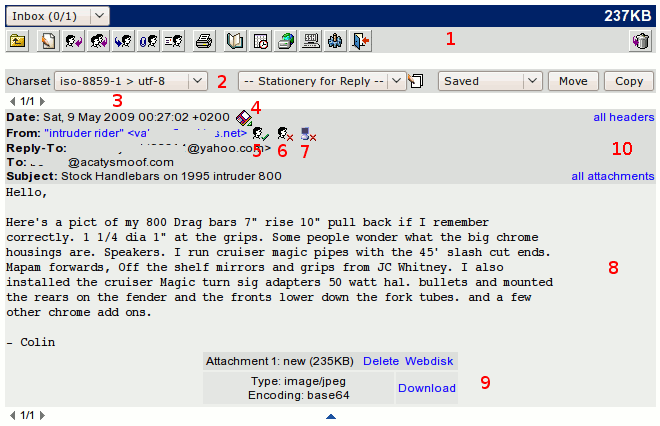 Inbox (0/1) 237KB
1
Charset iso-8859-1 > utf-8 2 -- Stationery for Reply -- Saved Move Copy
1/1 3 4
Date: Sat, 9 May 2009 00:27:02 +0200 all headers
From: "intruder rider" <va .net>
Reply-To: @yahoo.com> 5 6 7 10
To: @acatysmoof.com
Subject: Stock Handlebars on 1995 intruder 800 all attachments
Hello,
Here's a pict of my 800 Drag bars 7" rise 10" pull back if I remember
correctly. 1 1/4 dia 1" at the grips. Some people wonder what the big chrome
housings are. Speakers. I run cruiser magic pipes with the 45' slash cut ends.
Mapam forwards, Off the shelf mirrors and grips from JC Whitney. I also 8
installed the cruiser Magic turn sig adapters 50 watt hal. bullets and mounted
the rears on the fender and the fronts lower down the fork tubes. and a few
other chrome add ons.
– Colin
Attachment 1: new (235KB) Delete Webdisk
Type: image/jpeg
Encoding: base64 Download 9
1/1